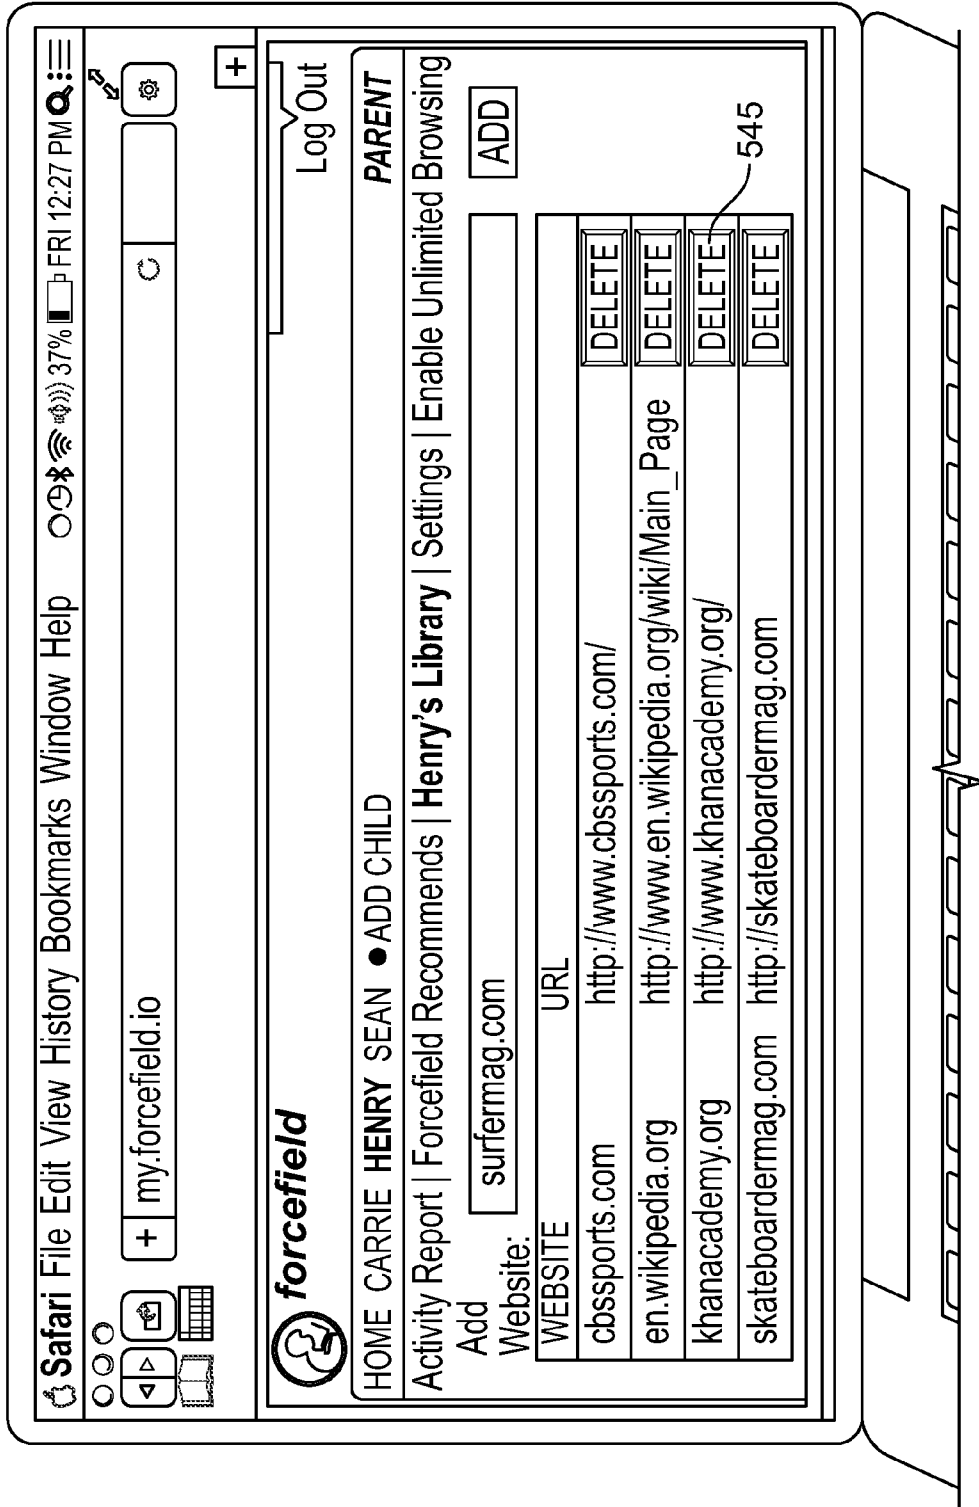 Safari File Edit View History Bookmarks Window Help 37% FRI 12:27 PM
+ my.forcefield.io
+
forcefield
Log Out
HOME CARRIE HENRY SEAN ●ADD CHILD PARENT
Activity Report | Forcefield Recommends | Henry's Library | Settings | Enable Unlimited Browsing
Add
Website: surfermag.com ADD
WEBSITE URL
cbssports.com http://www.cbssports.com/ DELETE
en.wikipedia.org http://www.en.wikipedia.org/wiki/Main_Page DELETE
khanacademy.org http://www.khanacademy.org/ DELETE
skateboardermag.com http://skateboardermag.com DELETE
545